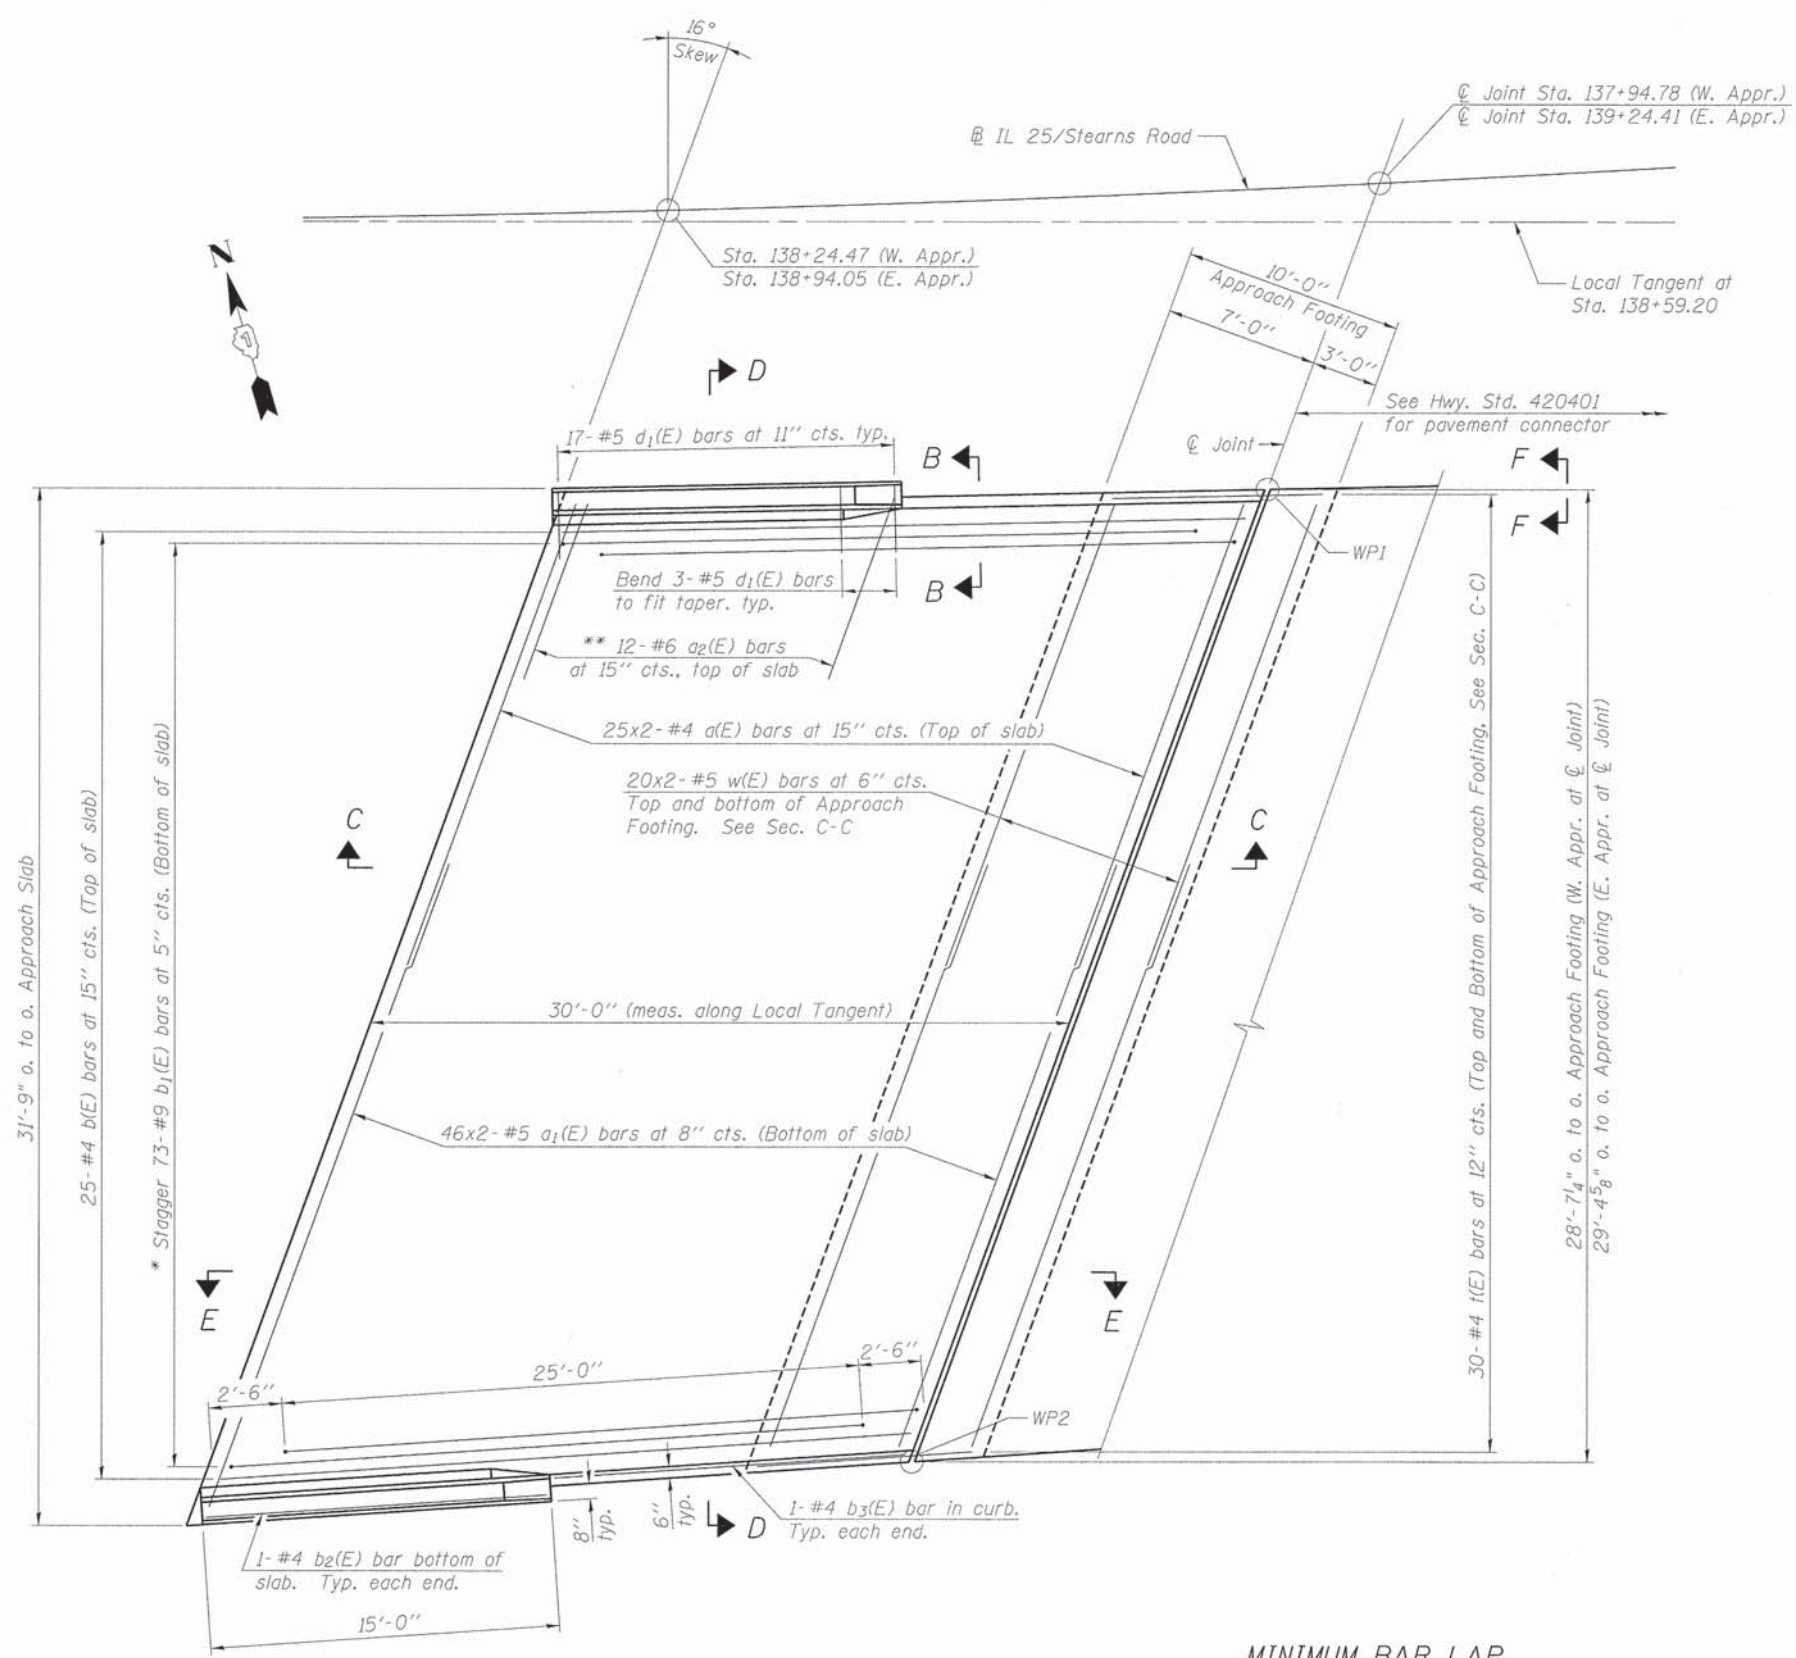 16°
Skew
℄ Joint Sta. 137+94.78 (W. Appr.)
℄ Joint Sta. 139+24.41 (E. Appr.)
IL 25/Stearns Road
N
1
Sta. 138+24.47 (W. Appr.)
Sta. 138+94.05 (E. Appr.)
10'-0"
Approach Footing
7'-0"
3'-0"
Local Tangent at
Sta. 138+59.20
D
See Hwy. Std. 420401
for pavement connector
17-#5 d1(E) bars at 11" cts. typ.
B
℄ Joint
F
F
WP1
Bend 3-#5 d1(E) bars
to fit taper. typ.
B
** 12-#6 a2(E) bars
at 15" cts., top of slab
25x2-#4 a(E) bars at 15" cts. (Top of slab)
20x2-#5 w(E) bars at 6" cts.
Top and bottom of Approach
Footing. See Sec. C-C
C
C
31'-9" o. to o. Approach Slab
25-#4 b(E) bars at 15" cts. (Top of slab)
* Stagger 73-#9 b1(E) bars at 5" cts. (Bottom of slab)
30'-0" (meas. along Local Tangent)
46x2-#5 a1(E) bars at 8" cts. (Bottom of slab)
30-#4 t(E) bars at 12" cts. (Top and Bottom of Approach Footing, See Sec. C-C)
28'-7 1/4" o. to o. Approach Footing (W. Appr. at ℄ Joint)
29'-4 5/8" o. to o. Approach Footing (E. Appr. at ℄ Joint)
E
E
2'-6"
25'-0"
2'-6"
WP2
8"
typ.
6"
typ.
D
1-#4 b3(E) bar in curb.
Typ. each end.
1-#4 b2(E) bar bottom of
slab. Typ. each end.
15'-0"
MINIMUM BAR LAP